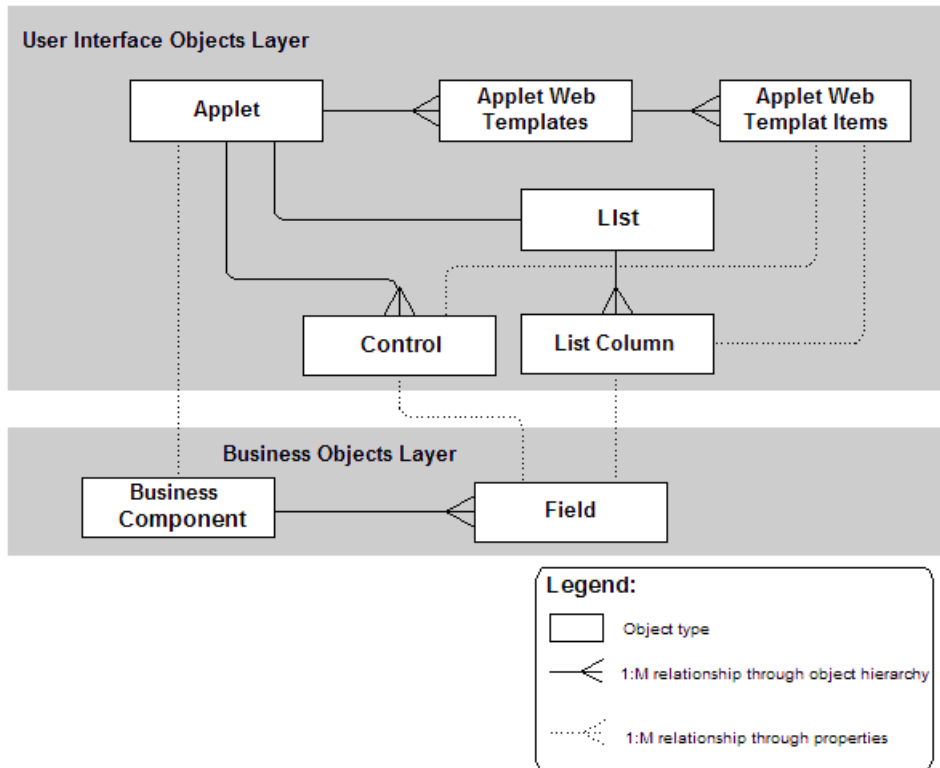 User Interface Objects Layer
Applet
Applet Web
Templates
Applet Web
Templat Items
LIst
Control
List Column
Business Objects Layer
Business
Component
Field
Legend:
Object type
1:M relationship through object hierarchy
1:M relationship through properties